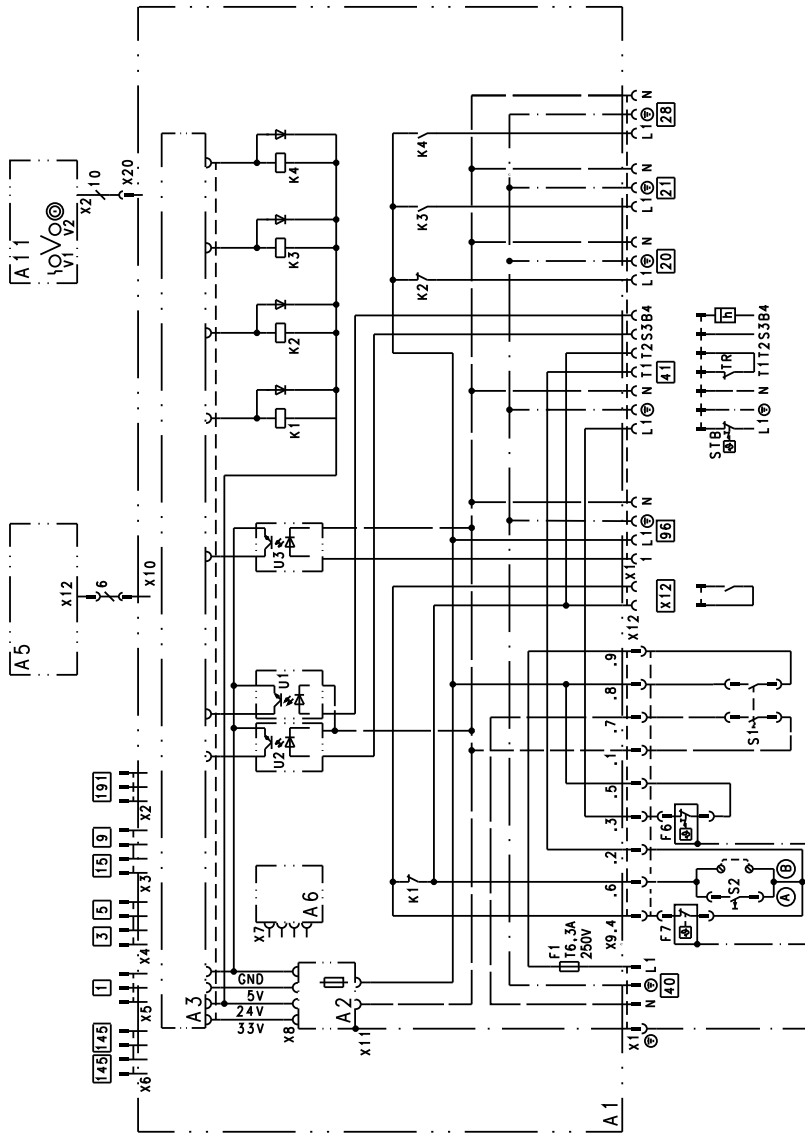 A11
V1
V2
X2
10
X20
A5
X12
6
X10
191
X2
9
15
X3
5
3
X4
1
X5
145
145
X6
K4
K3
K2
K1
U3
U1
U2
X7
A6
A3
GND
5V
24V
33V
X8
A2
X11
K4
K3
K2
K1
F1
T6.3A
250V
N
L1
28
N
L1
21
N
L1
20
B4
S3
T2
T1
41
N
L1
N
96
L1
1
X1
X12
X12
.9
.8
.7
.1
.5
.3
.2
.6
X9.4
L1
40
N
X1
A1
h
B4
S3
T2
TR
T1
N
L1
STB
S1
F6
B
S2
A
F7